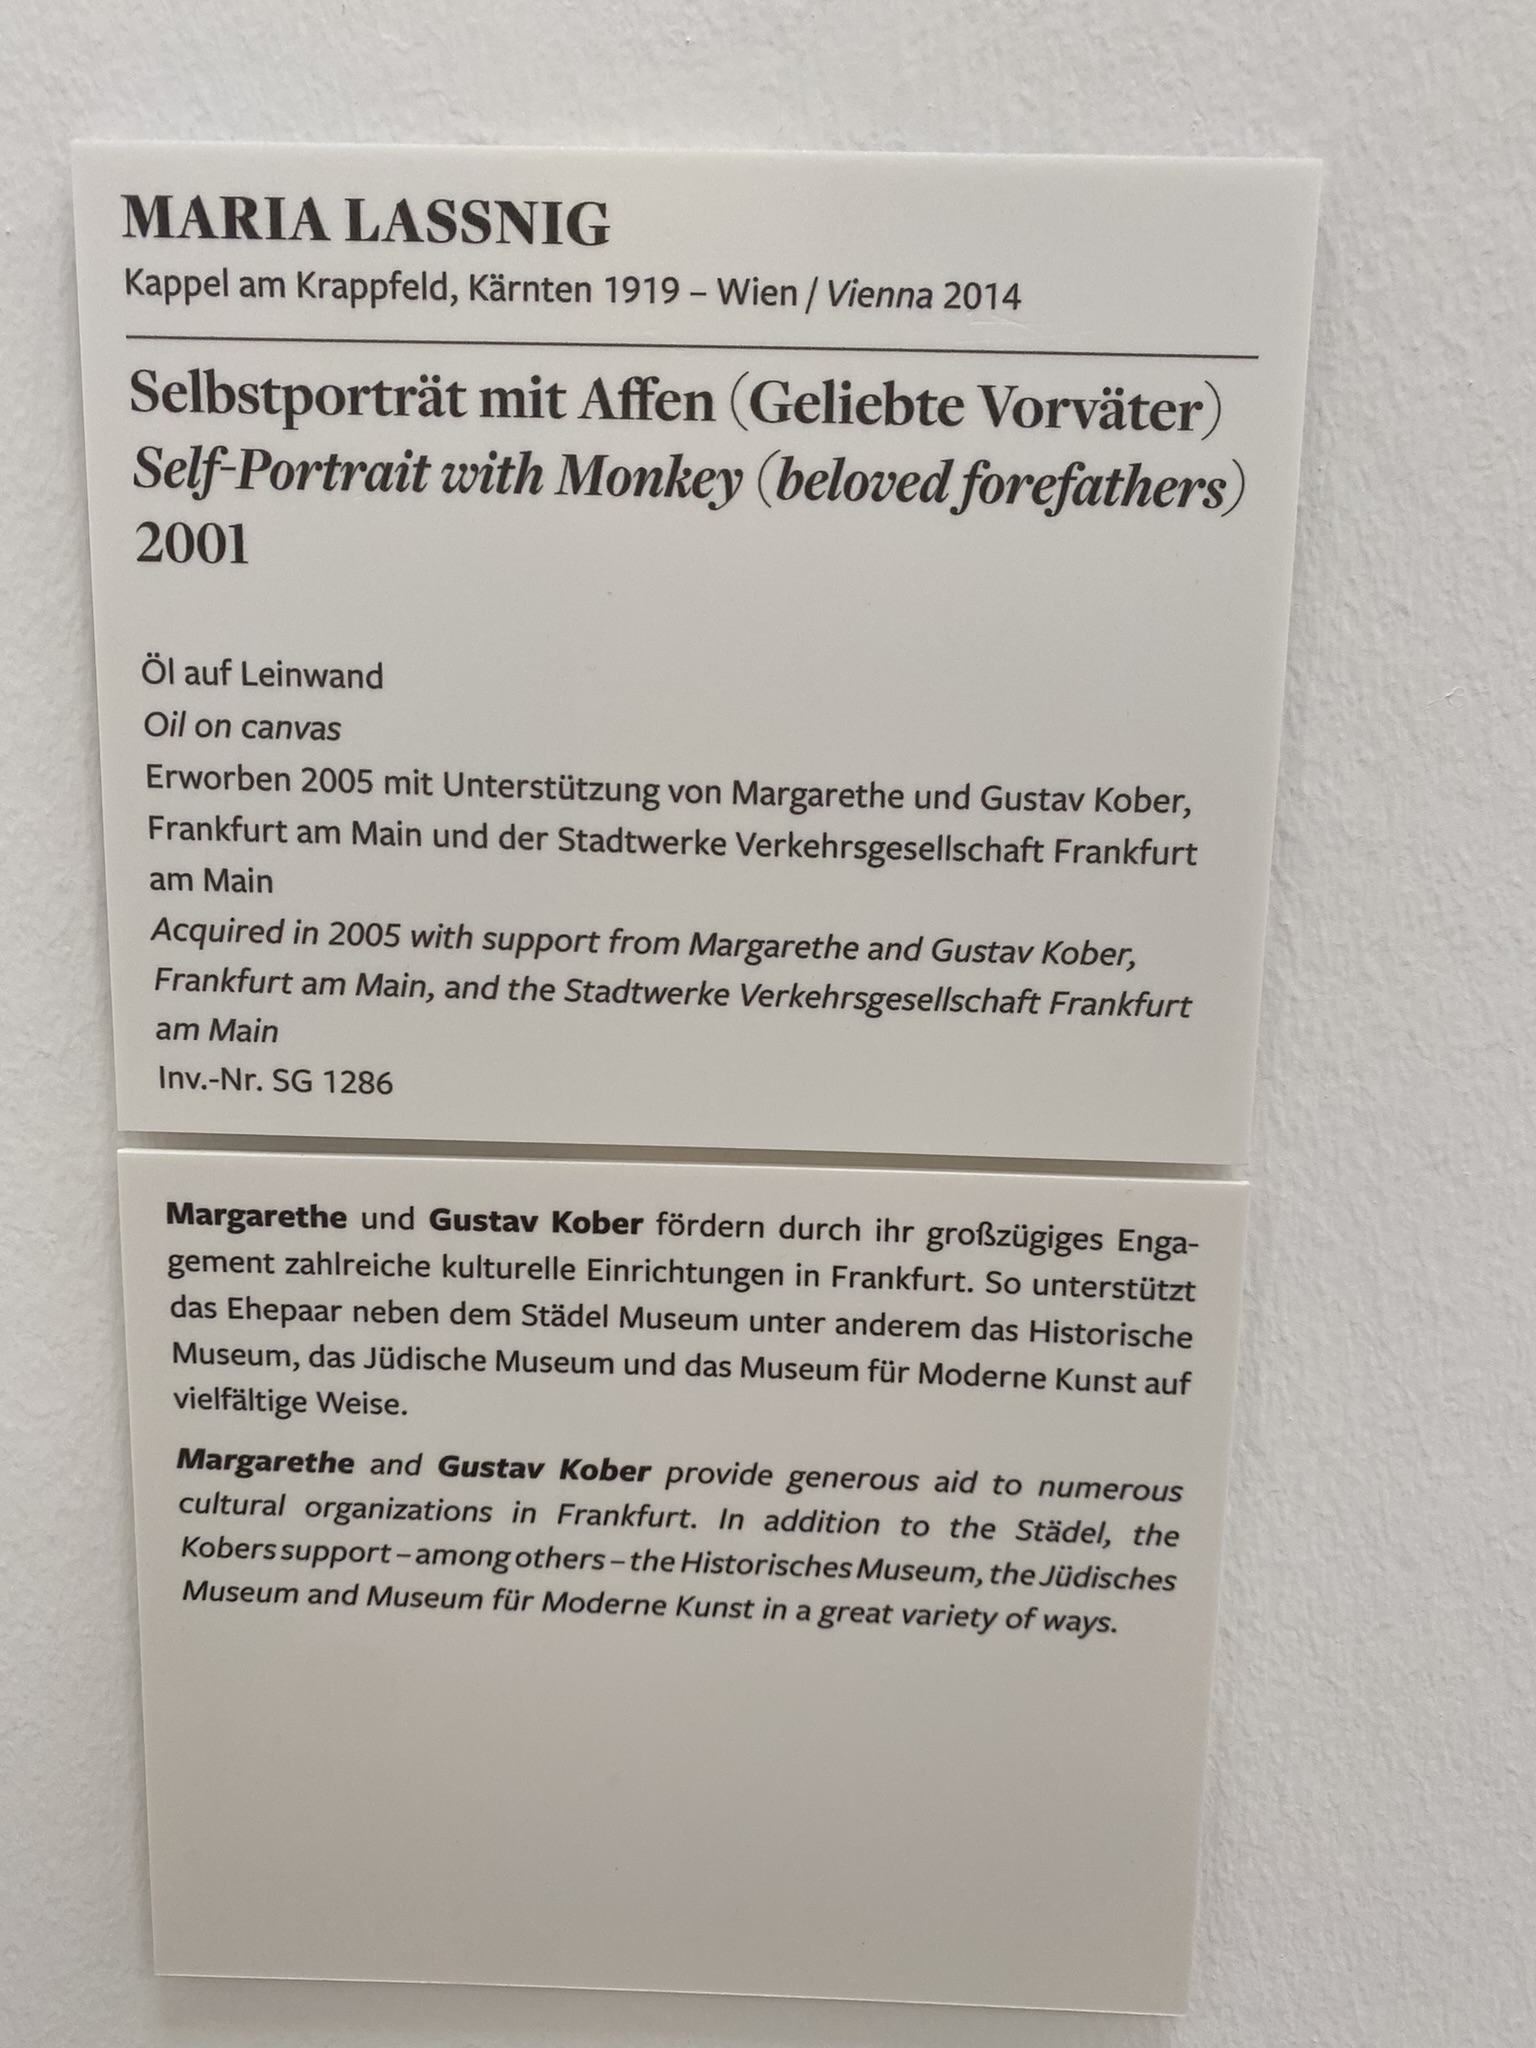 MARIA LASSNIG
Kappel am Krappfeld, Kärnten 1919 – Wien / Vienna 2014
Selbstporträt mit Affen (Geliebte Vorväter)
Self-Portrait with Monkey (beloved forefathers)
2001
Öl auf Leinwand
Oil on canvas
Erworben 2005 mit Unterstützung von Margarethe und Gustav Kober,
Frankfurt am Main und der Stadtwerke Verkehrsgesellschaft Frankfurt
am Main
Acquired in 2005 with support from Margarethe and Gustav Kober,
Frankfurt am Main, and the Stadtwerke Verkehrsgesellschaft Frankfurt
am Main
Inv.-Nr. SG 1286
Margarethe und Gustav Kober fördern durch ihr großzügiges Enga-
gement zahlreiche kulturelle Einrichtungen in Frankfurt. So unterstützt
das Ehepaar neben dem Städel Museum unter anderem das Historische
Museum, das Jüdische Museum und das Museum für Moderne Kunst auf
vielfältige Weise.
Margarethe and Gustav Kober provide generous aid to numerous
cultural organizations in Frankfurt. In addition to the Städel, the
Kobers support – among others – the Historisches Museum, the Jüdisches
Museum and Museum für Moderne Kunst in a great variety of ways.